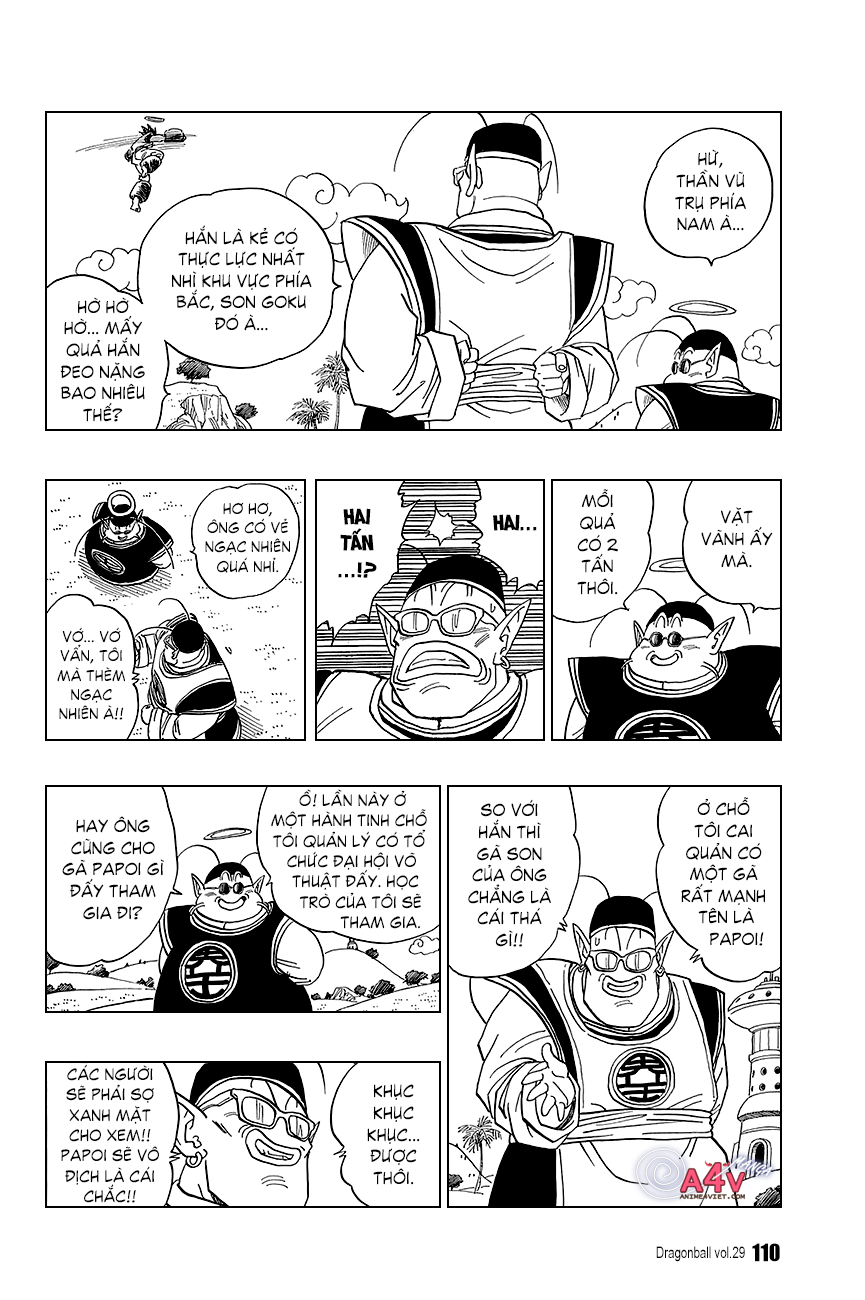 HỪ,
THẦN VŨ
TRỤ PHÍA
NAM À...
HẮN LÀ KẺ CÓ
THỰC LỰC NHẤT
NHÌ KHU VỰC PHÍA
BẮC, SON GOKU
ĐÓ À...
HỜ HỜ
HỜ... MẤY
QUẢ HẮN
ĐEO NẶNG
BAO NHIÊU
THẾ?
VẶT
VÃNH ẤY
MÀ.
MỖI
QUẢ
CÓ 2
TẤN
THÔI.
HAI...
HAI
TẤN
...!?
HƠ HƠ,
ÔNG CÓ VẺ
NGẠC NHIÊN
QUÁ NHỈ.
VỚ... VỚ
VẨN, TÔI
MÀ THÈM
NGẠC
NHIÊN À!!
Ở CHỖ
TÔI CAI
QUẢN CÓ
MỘT GÃ
RẤT MẠNH
TÊN LÀ
PAPOI!
SO VỚI
HẮN THÌ
GÃ SON
CỦA ÔNG
CHẲNG LÀ
CÁI THÁ
GÌ!!
Ồ! LẦN NÀY Ở
MỘT HÀNH TINH CHỖ
TÔI QUẢN LÝ CÓ TỔ
CHỨC ĐẠI HỘI VÕ
THUẬT ĐẤY. HỌC
TRÒ CỦA TÔI SẼ
THAM GIA.
HAY ÔNG
CŨNG CHO
GÃ PAPOI GÌ
ĐẤY THAM
GIA ĐI?
KHỤC
KHỤC
KHỤC...
ĐƯỢC
THÔI.
CÁC NGƯƠI
SẼ PHẢI SỢ
XANH MẶT
CHO XEM!!
PAPOI SẼ VÔ
ĐỊCH LÀ CÁI
CHẮC!!
A4V
ANIME4VIET.COM
Dragonball vol.29 110